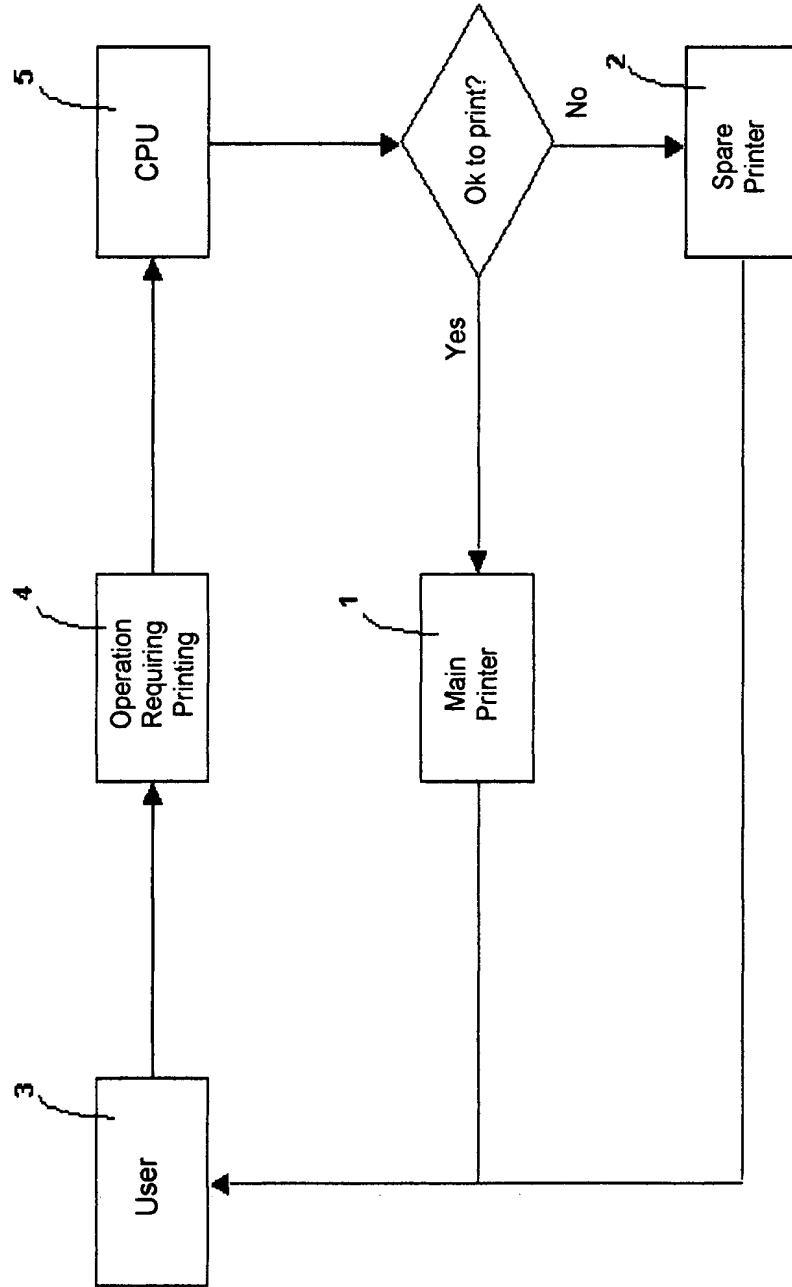 3
User
4
Operation
Requiring
Printing
5
CPU
1
Main
Printer
Yes
Ok to print?
No
2
Spare
Printer